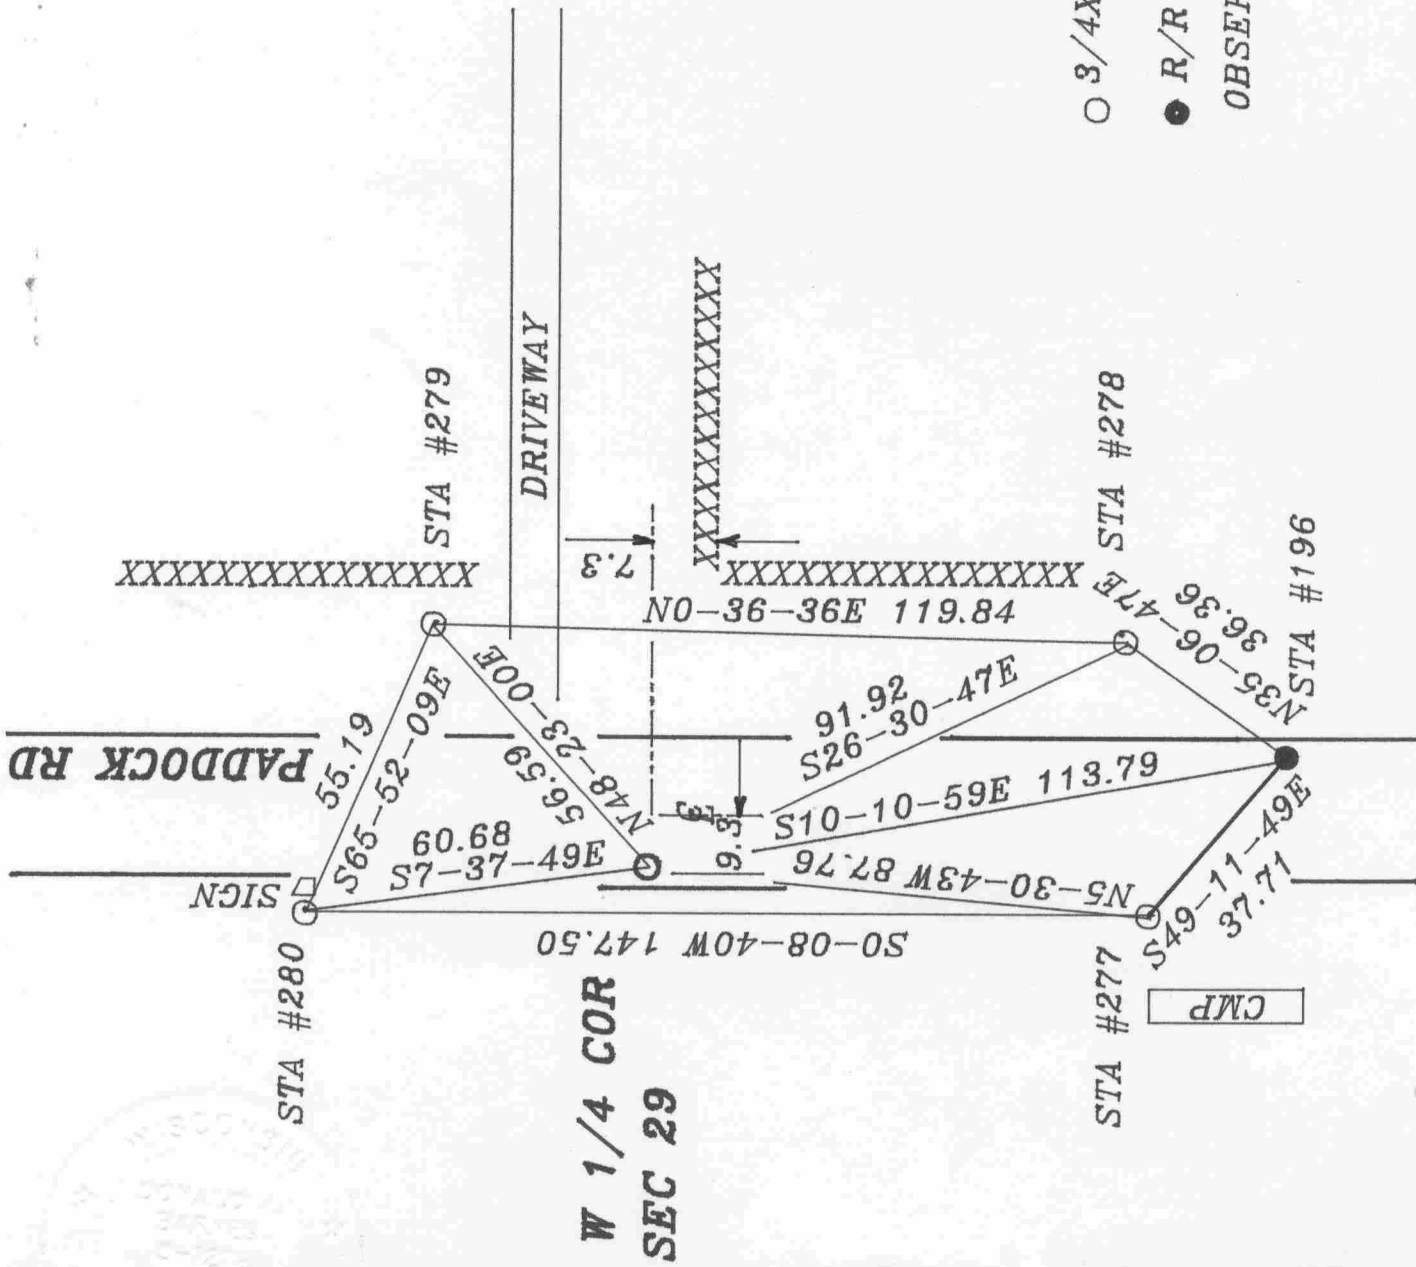 PADDOCK RD
STA #279
DRIVEWAY
XXXXXXXXXXXXXXX
XXXXXXXXXXXXX
XXXXXXXXXXXXXXX
7.3
N0-36-36E 119.84
55.19
S65-52-09E
N48-23-00E
56.59
60.68
S7-37-49E
SIGN
STA #280
S0-08-40W 147.50
W 1/4 COR
SEC 29
9.3
91.92
S26-30-47E
S10-10-59E 113.79
N5-30-43W 87.76
STA #278
N35-06-47E
36.36
STA #196
S49-11-49E
37.71
STA #277
CMP
○ 3/4X
● R/R